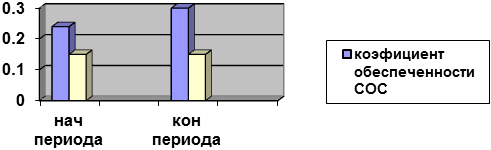 0.3
0.2
0.1
0
нач
периода
кон
периода
коэфициент
обеспеченности
СОС